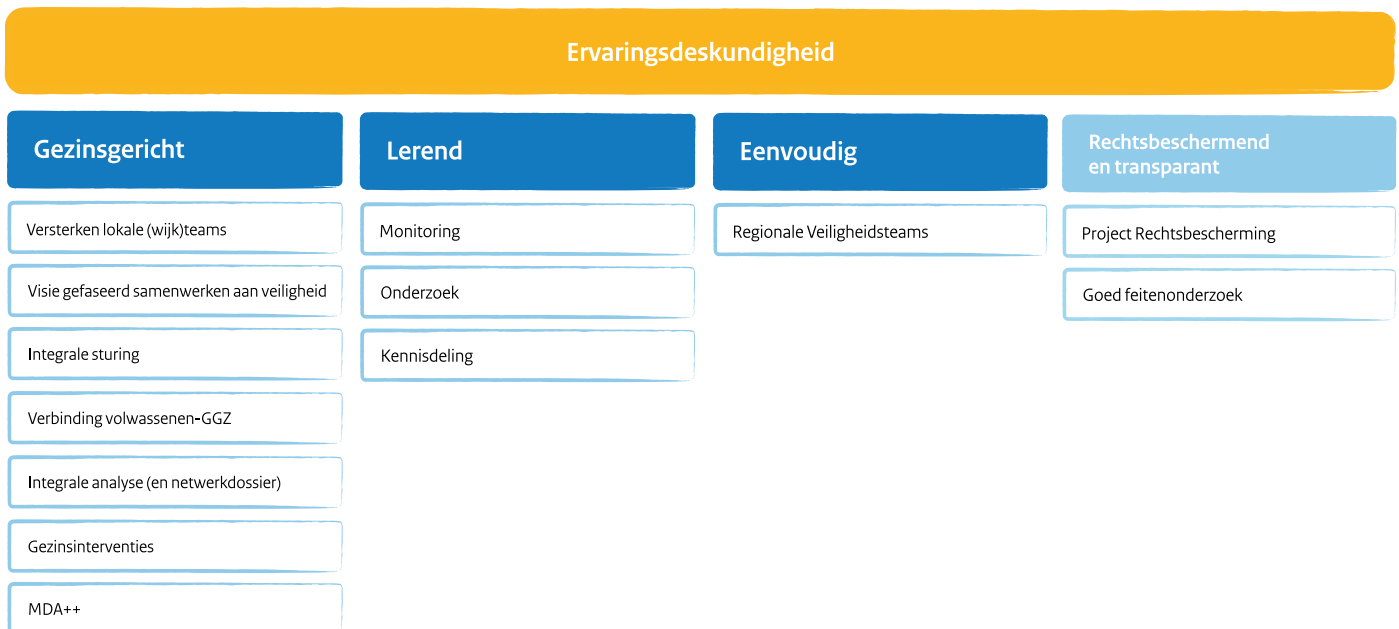 Ervaringsdeskundigheid
Gezinsgericht
Versterken lokale (wijk)teams
Visie gefaseerd samenwerken aan veiligheid
Integrale sturing
Verbinding volwassenen-GGZ
Integrale analyse (en netwerkdossier)
Gezinsinterventies
MDA++
Lerend
Monitoring
Onderzoek
Kennisdeling
Eenvoudig
Regionale Veiligheidsteams
Rechtsbeschermend
en transparant
Project Rechtsbescherming
Goed feitenonderzoek